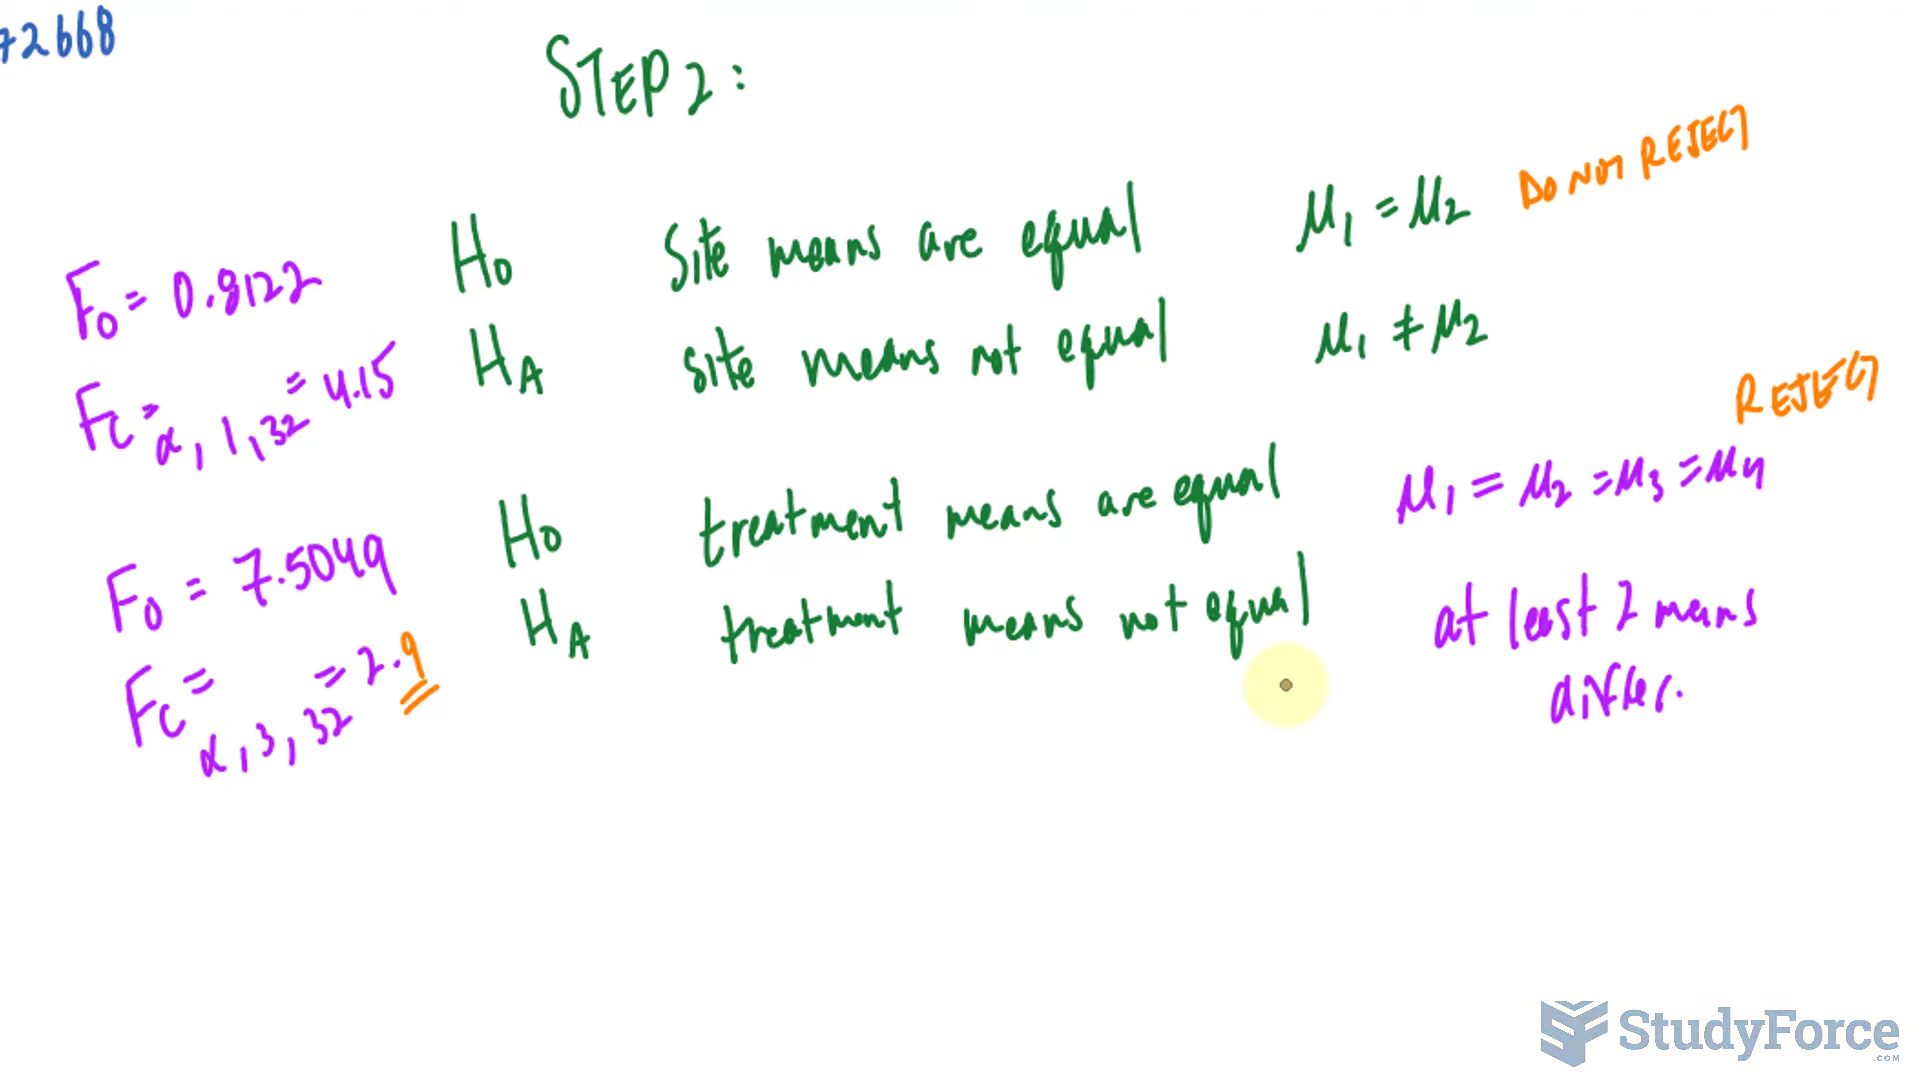 72668
STEP 2:
H0 Site means are equal μ1 = μ2 DO NOT REJECT
F0 = 0.8122
HA site means not equal μ1 ≠ μ2
Fc = α, 1, 32 = 4.15
REJECT
H0 treatment means are equal μ1 = μ2 = μ3 = μ4
F0 = 7.5049
HA treatment means not equal at least 2 means
differ.
Fc = α, 3, 32 = 2.9
StudyForce
.COM